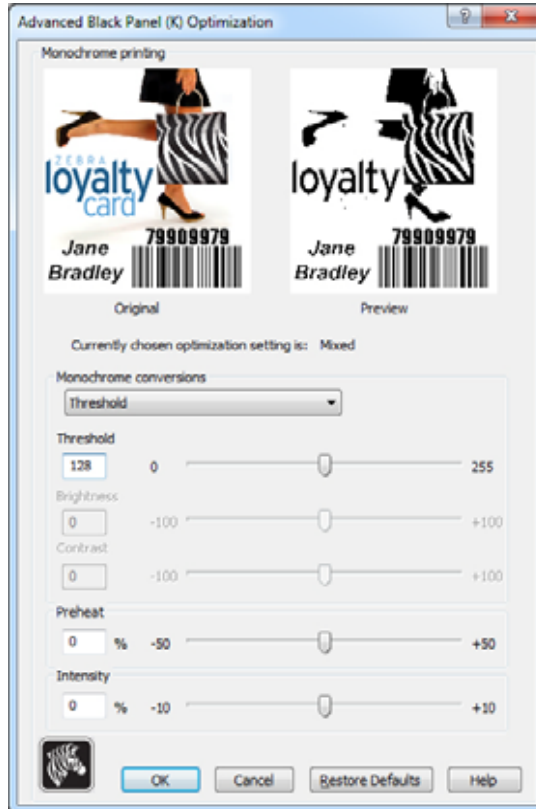 Advanced Black Panel (K) Optimization
Monochrome printing
ZEBRA
loyalty
card
79909979
Jane
Bradley
loyalty
79909979
Jane
Bradley
Original Preview
Currently chosen optimization setting is: Mixed
Monochrome conversions
Threshold
Threshold
128 0 255
Brightness
0 -100 +100
Contrast
0 -100 +100
Preheat
0 % -50 +50
Intensity
0 % -10 +10
OK Cancel Restore Defaults Help